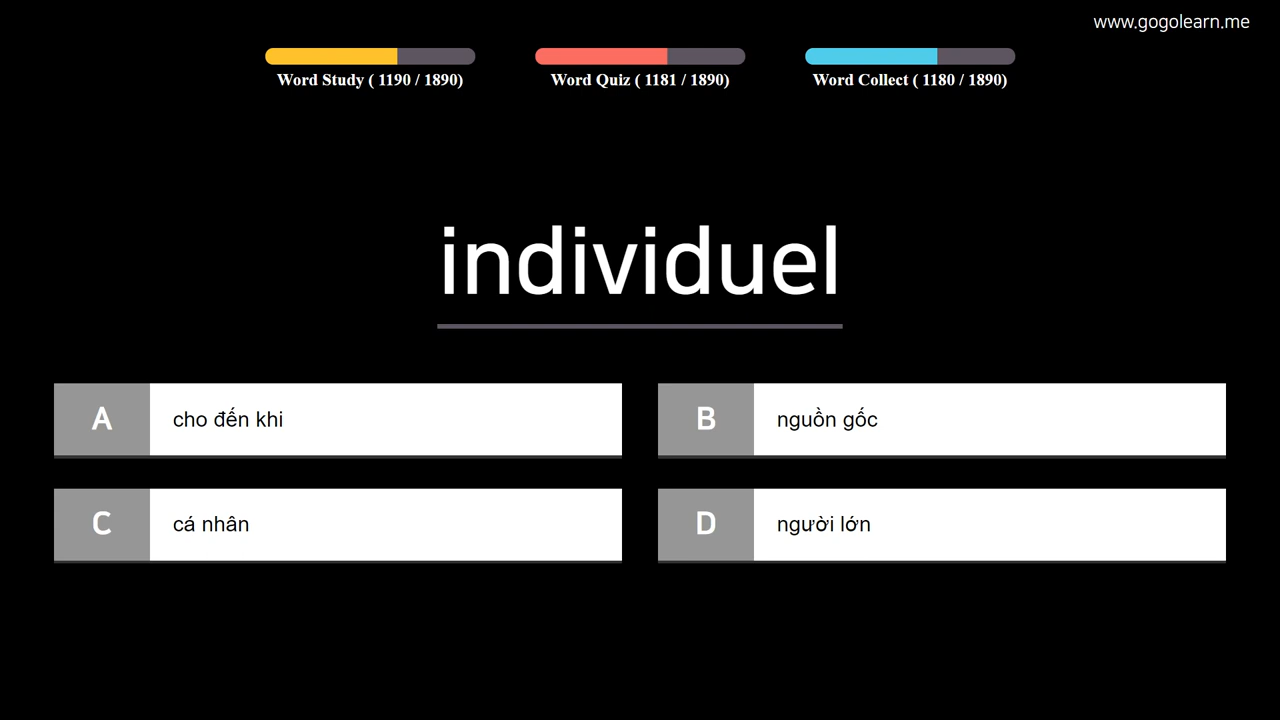 www.gogolearn.me
Word Study ( 1190 / 1890)
Word Quiz ( 1181 / 1890)
Word Collect ( 1180 / 1890)
individuel
A cho đến khi
B nguồn gốc
C cá nhân
D người lớn